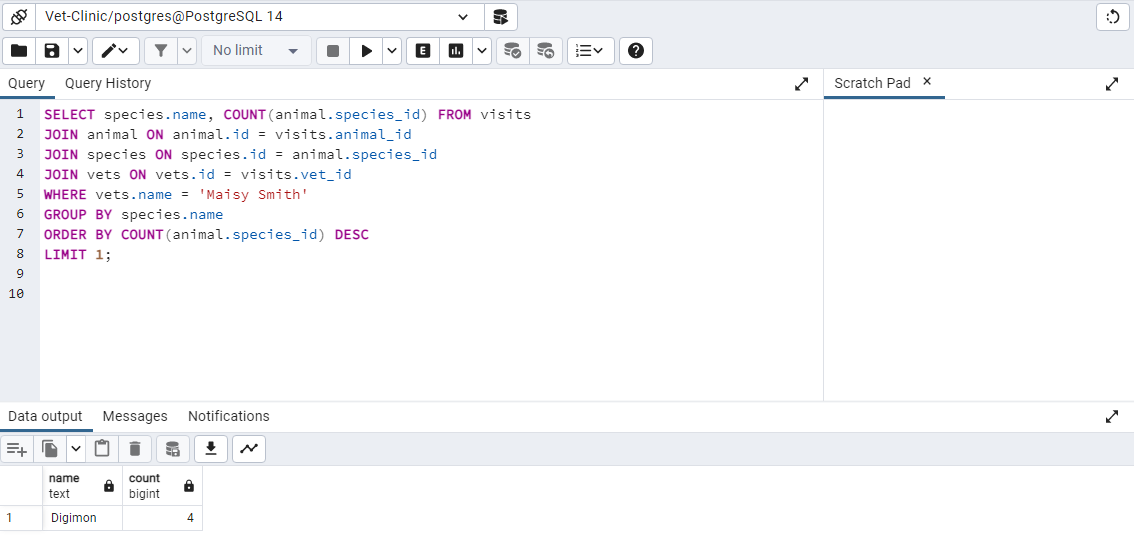 Vet-Clinic/postgres@PostgreSQL 14
No limit
E
Query Query History
Scratch Pad ×
1 SELECT species.name, COUNT(animal.species_id) FROM visits
2 JOIN animal ON animal.id = visits.animal_id
3 JOIN species ON species.id = animal.species_id
4 JOIN vets ON vets.id = visits.vet_id
5 WHERE vets.name = 'Maisy Smith'
6 GROUP BY species.name
7 ORDER BY COUNT(animal.species_id) DESC
8 LIMIT 1;
9
10
Data output Messages Notifications
name count
text bigint
1 Digimon 4